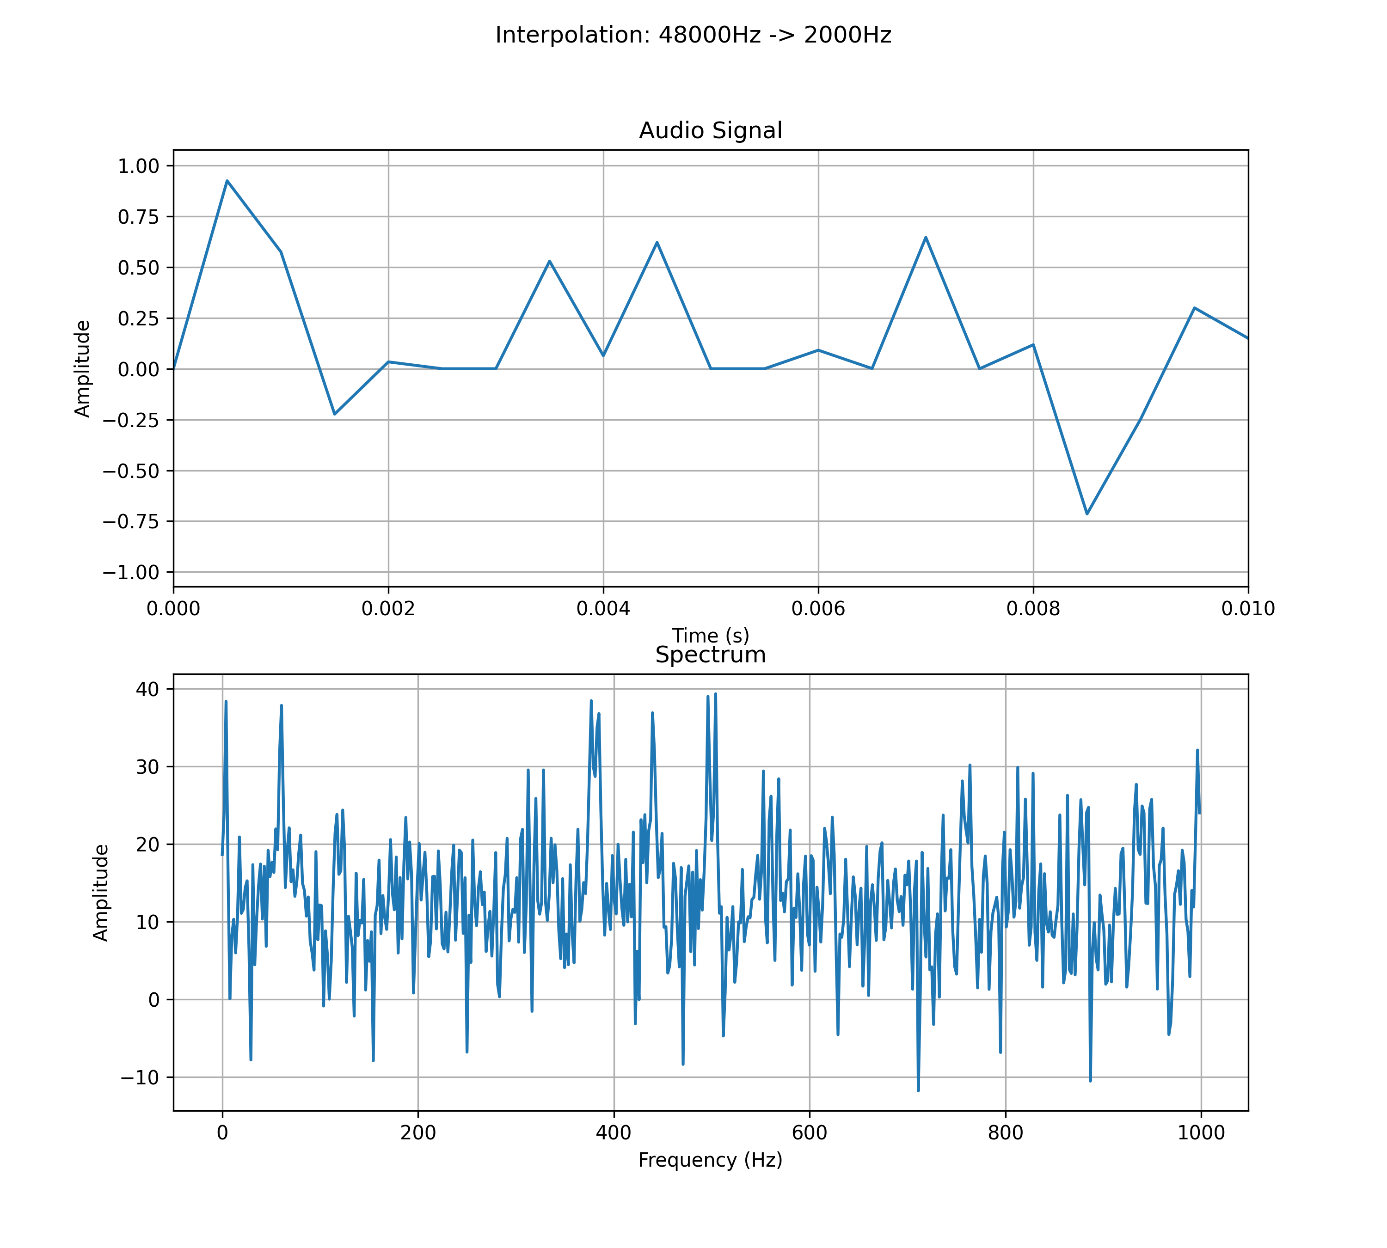 Interpolation: 48000Hz -> 2000Hz
Audio Signal
1.00
0.75
0.50
0.25
0.00
−0.25
−0.50
−0.75
−1.00
Amplitude
0.000 0.002 0.004 0.006 0.008 0.010
Time (s)
Spectrum
40
30
20
10
0
−10
Amplitude
0 200 400 600 800 1000
Frequency (Hz)